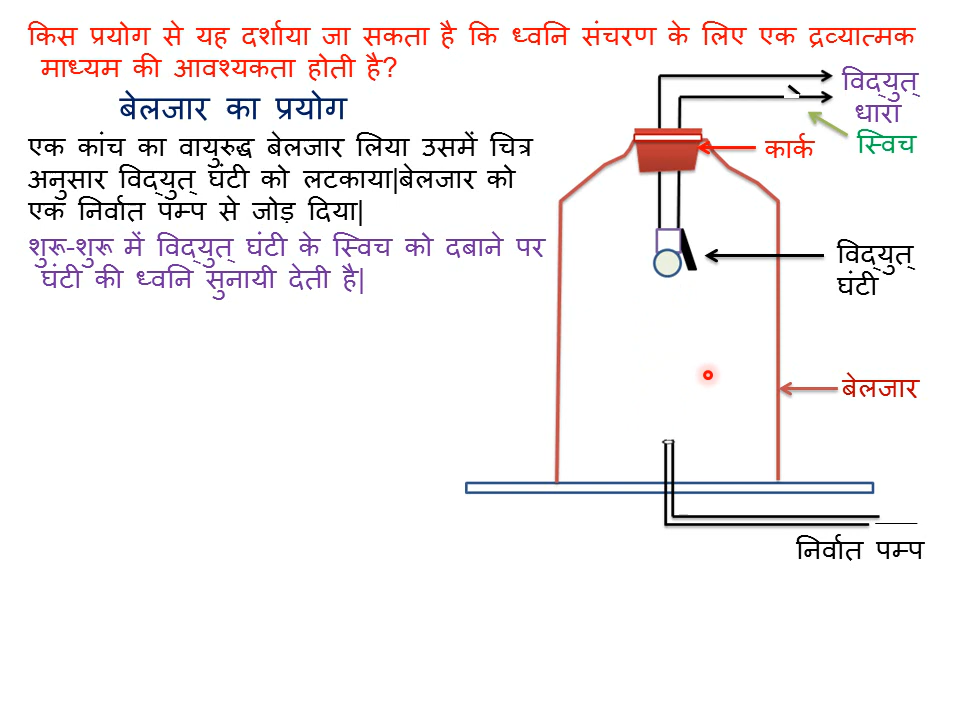 किस प्रयोग से यह दर्शाया जा सकता है कि ध्वनि संचरण के लिए एक द्रव्यात्मक
माध्यम की आवश्यकता होती है?
बेलजार का प्रयोग
एक कांच का वायुरुद्ध बेलजार लिया उसमें चित्र
अनुसार विद्युत् घंटी को लटकाया|बेलजार को
एक निर्वात पम्प से जोड़ दिया|
शुरू-शुरू में विद्युत् घंटी के स्विच को दबाने पर
घंटी की ध्वनि सुनायी देती है|
विद्युत्
धारा
स्विच
कार्क
विद्युत्
घंटी
बेलजार
निर्वात पम्प